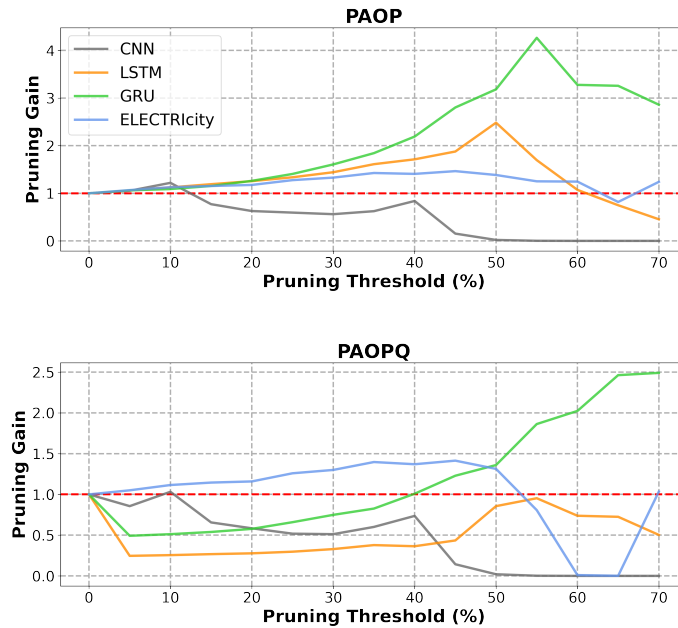 PAOP
4
3
2
1
0
Pruning Gain
CNN
LSTM
GRU
ELECTRIcity
0 10 20 30 40 50 60 70
Pruning Threshold (%)
PAOPQ
2.5
2.0
1.5
1.0
0.5
0.0
Pruning Gain
0 10 20 30 40 50 60 70
Pruning Threshold (%)